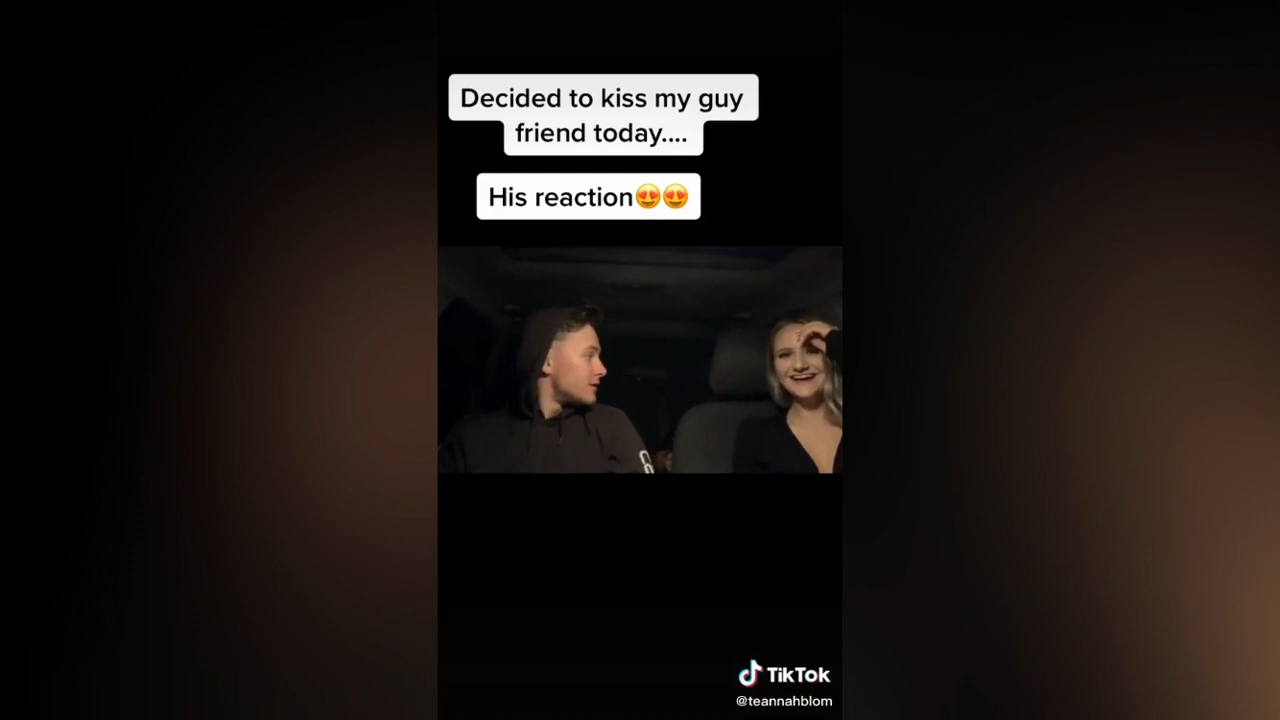 Decided to kiss my guy
friend today....
His reaction😍😍
TikTok
@teannahblom